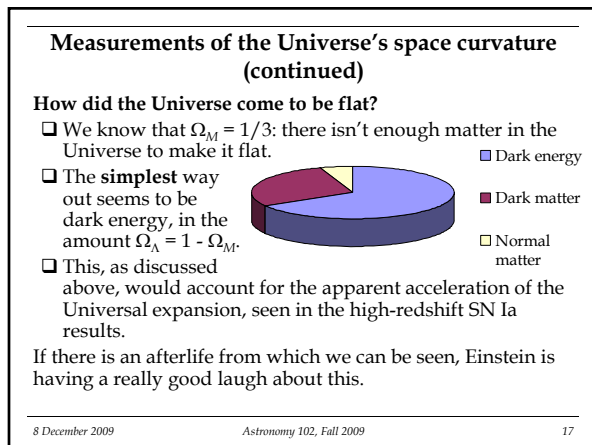 Measurements of the Universe's space curvature
(continued)
How did the Universe come to be flat?
❑ We know that Ω_M = 1/3: there isn't enough matter in the
Universe to make it flat.
❑ The simplest way
out seems to be
dark energy, in the
amount Ω_Λ = 1 - Ω_M.
Dark energy
Dark matter
Normal
matter
❑ This, as discussed
above, would account for the apparent acceleration of the
Universal expansion, seen in the high-redshift SN Ia
results.
If there is an afterlife from which we can be seen, Einstein is
having a really good laugh about this.
8 December 2009 Astronomy 102, Fall 2009 17